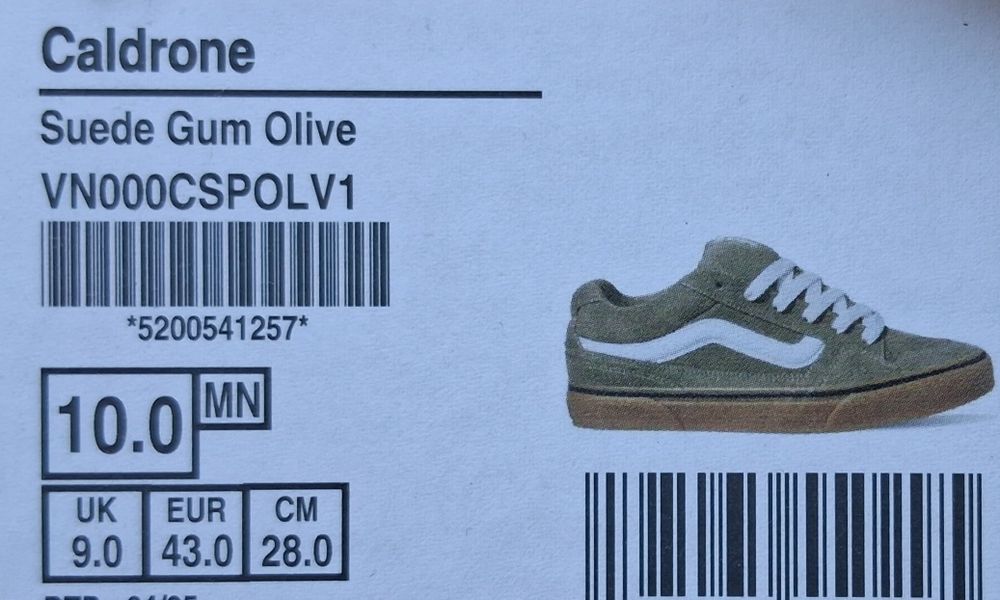 Caldrone
Suede Gum Olive
VN000CSPOLV1
*5200541257*
10.0 MN
UK EUR CM
9.0 43.0 28.0